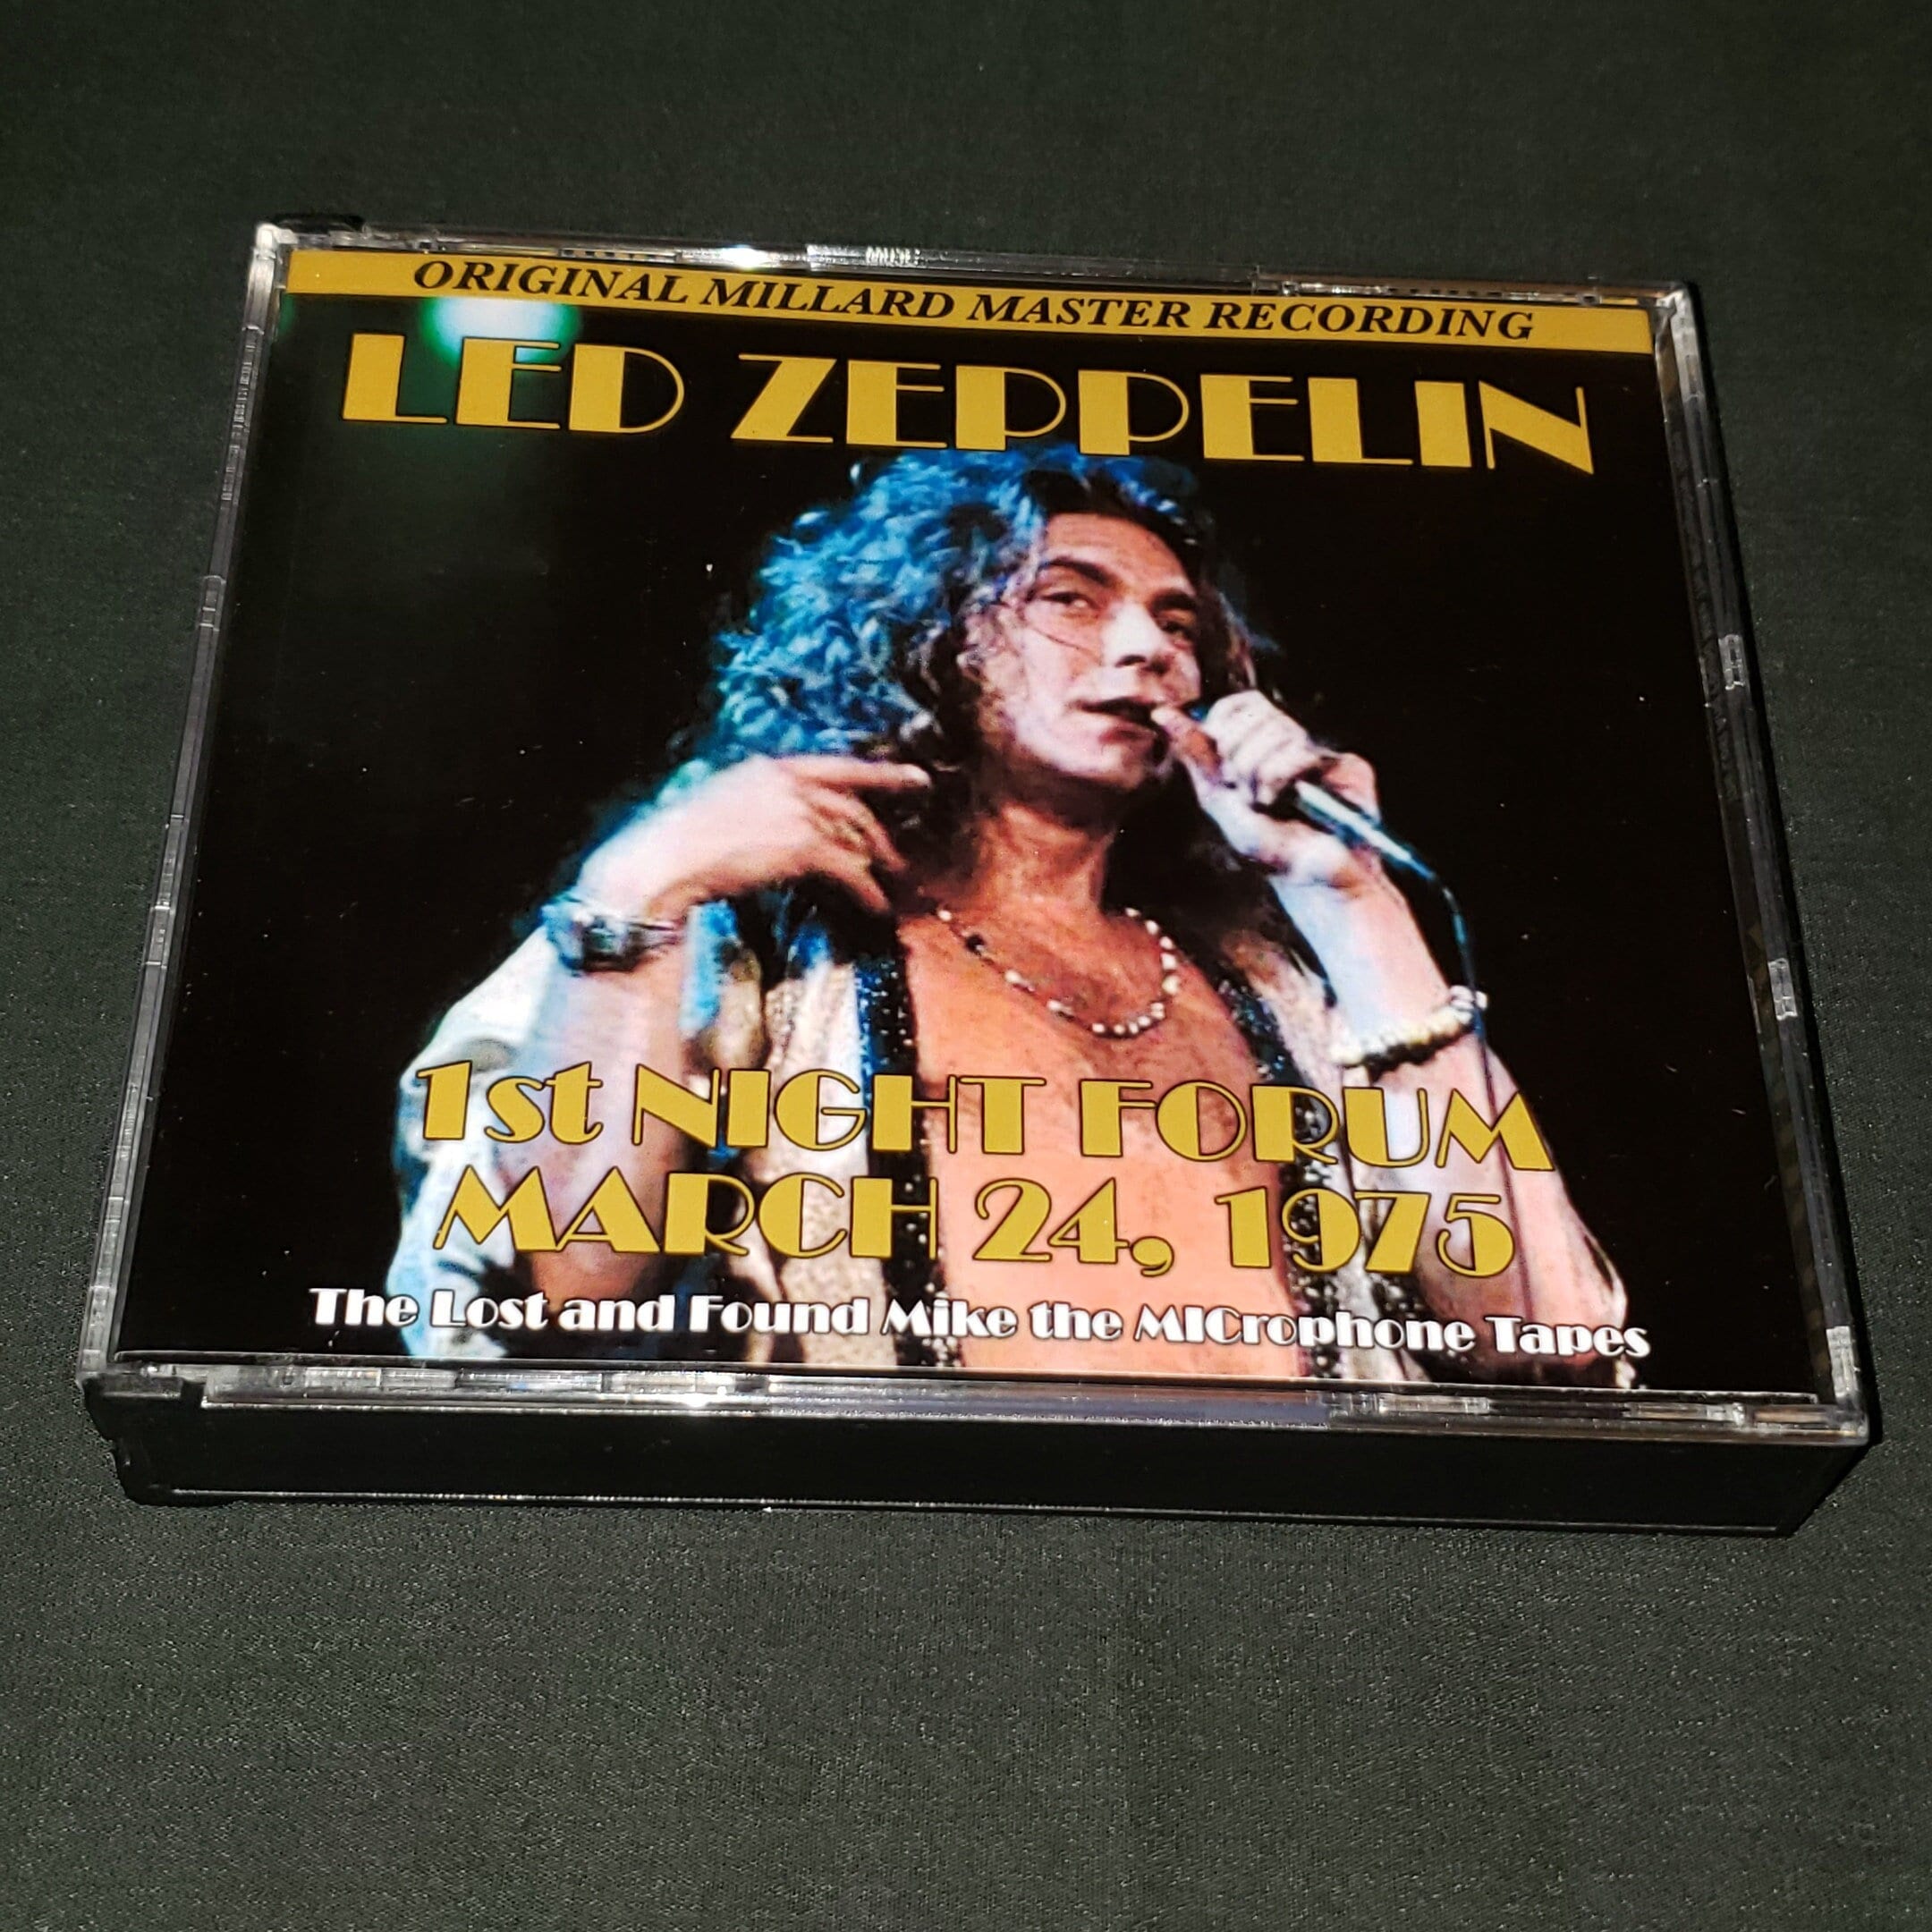 ORIGINAL MILLARD MASTER RECORDING
LED ZEPPELIN
1st NIGHT FORUM
MARCH 24, 1975
The Lost and Found Mike the MICrophone Tapes